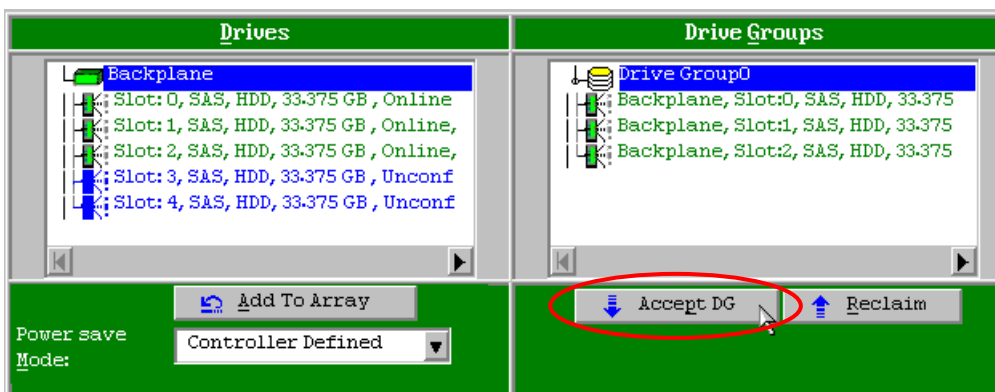 Drives
Backplane
Slot: 0, SAS, HDD, 33.375 GB , Online
Slot: 1, SAS, HDD, 33.375 GB , Online,
Slot: 2, SAS, HDD, 33.375 GB , Online,
Slot: 3, SAS, HDD, 33.375 GB , Unconf
Slot: 4, SAS, HDD, 33.375 GB , Unconf
Add To Array
Power save
Mode:
Controller Defined
Drive Groups
Drive Group0
Backplane, Slot:0, SAS, HDD, 33.375
Backplane, Slot:1, SAS, HDD, 33.375
Backplane, Slot:2, SAS, HDD, 33.375
Accept DG
Reclaim